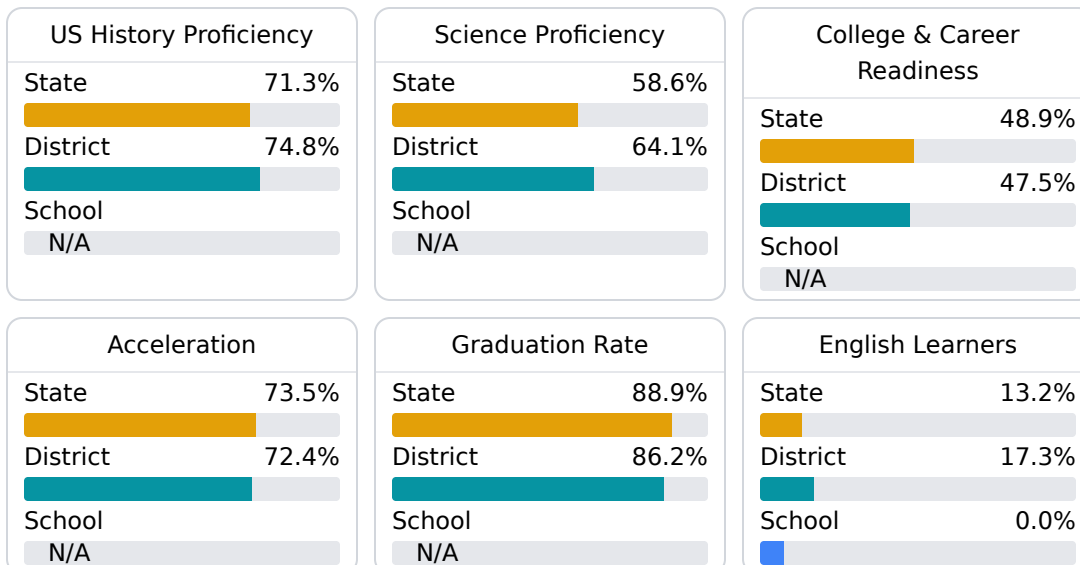 US History Proficiency
State 71.3%
District 74.8%
School
N/A
Science Proficiency
State 58.6%
District 64.1%
School
N/A
College & Career
Readiness
State 48.9%
District 47.5%
School
N/A
Acceleration
State 73.5%
District 72.4%
School
N/A
Graduation Rate
State 88.9%
District 86.2%
School
N/A
English Learners
State 13.2%
District 17.3%
School 0.0%